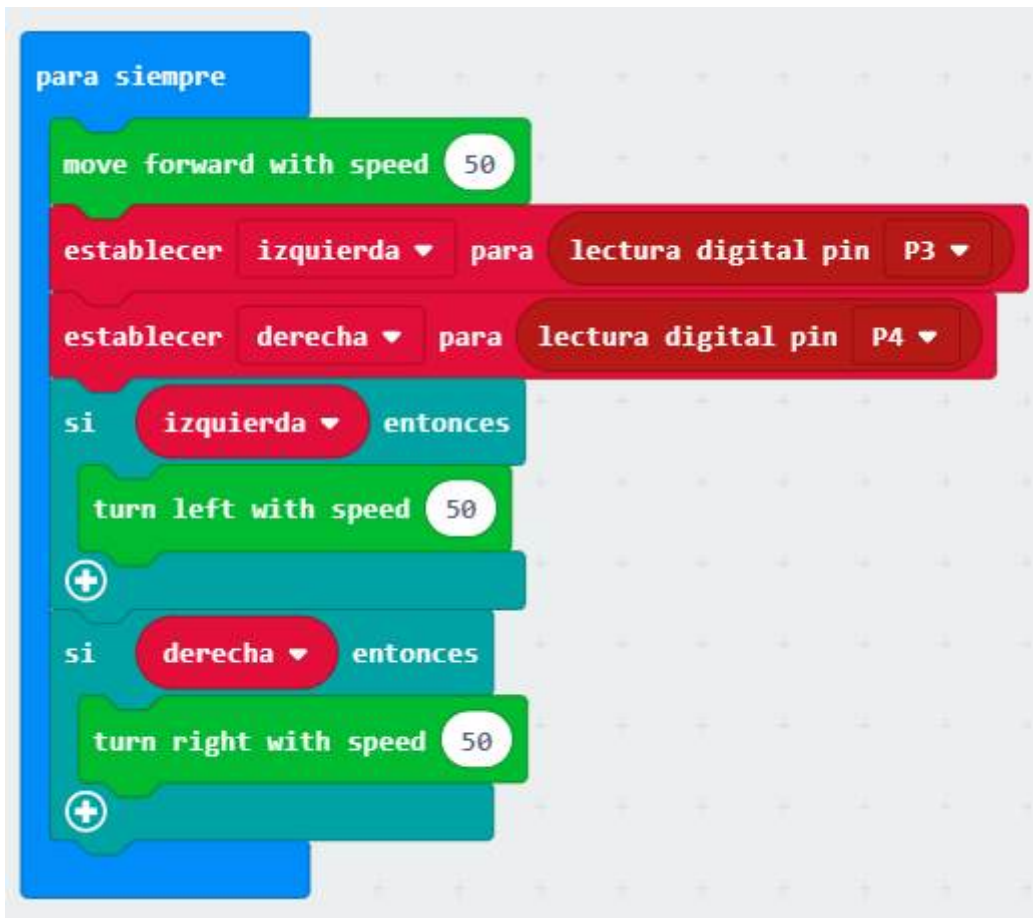 para siempre
move forward with speed 50
establecer izquierda para lectura digital pin P3
establecer derecha para lectura digital pin P4
si izquierda entonces
turn left with speed 50
si derecha entonces
turn right with speed 50